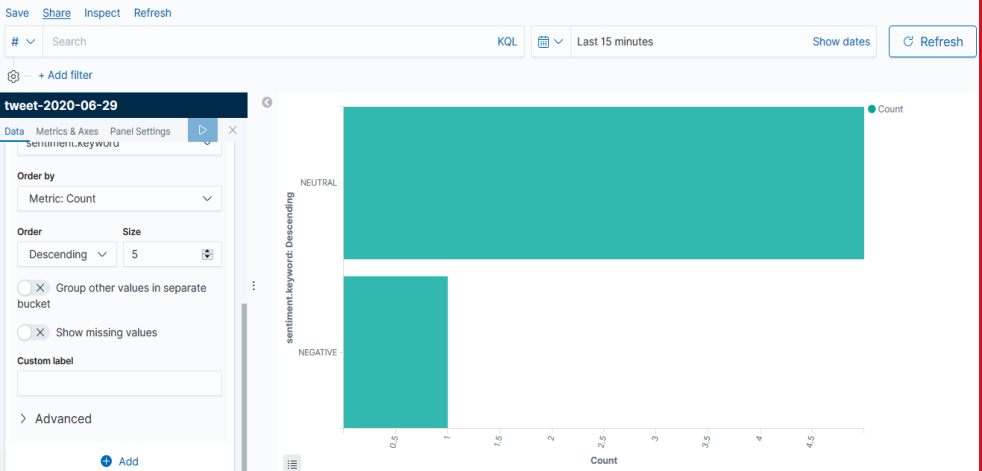 Save Share Inspect Refresh
# Search KQL Last 15 minutes Show dates Refresh
+ Add filter
tweet-2020-06-29
Data Metrics & Axes Panel Settings
sentiment.keyword
Order by
Metric: Count
Order Size
Descending 5
Group other values in separate
bucket
Show missing values
Custom label
Advanced
Add
Count
sentiment.keyword: Descending
NEUTRAL
NEGATIVE
0.5 1 1.5 2 2.5 3 3.5 4 4.5
Count